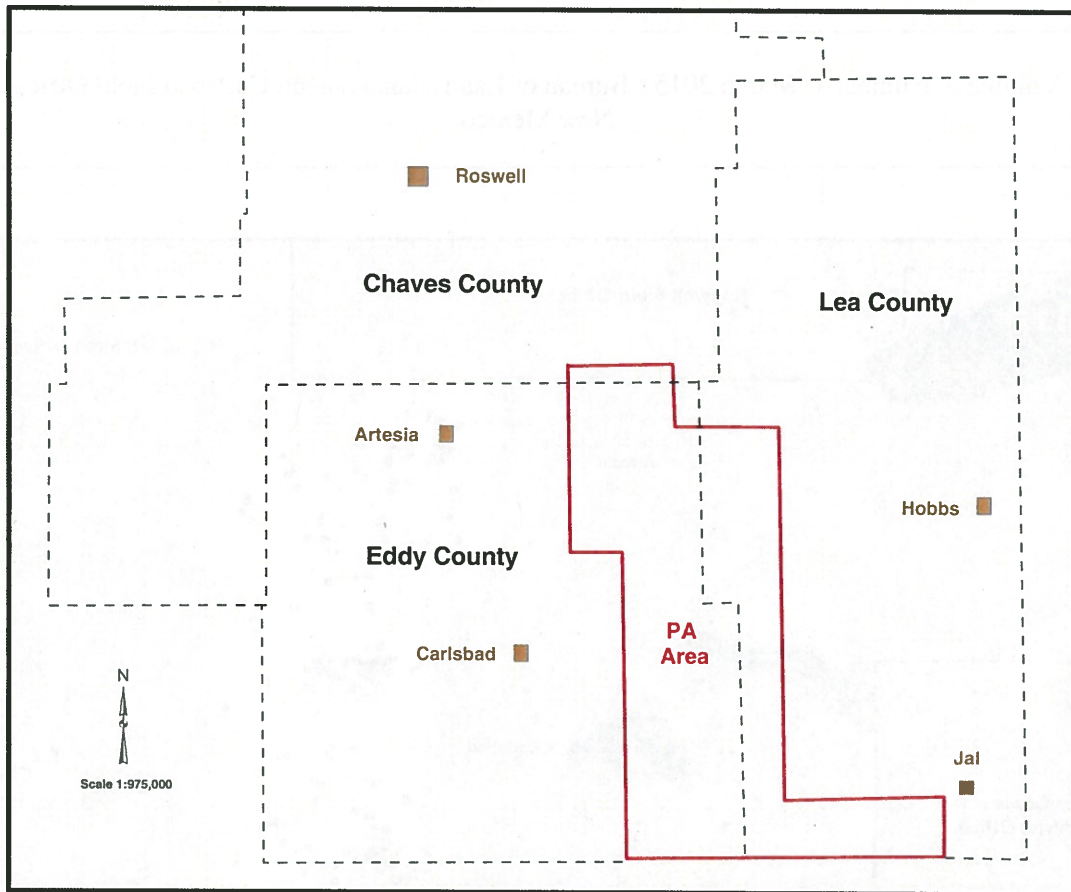 Roswell
Chaves County
Lea County
Artesia
Hobbs
Eddy County
PA
Area
Carlsbad
N
Scale 1:975,000
Jal